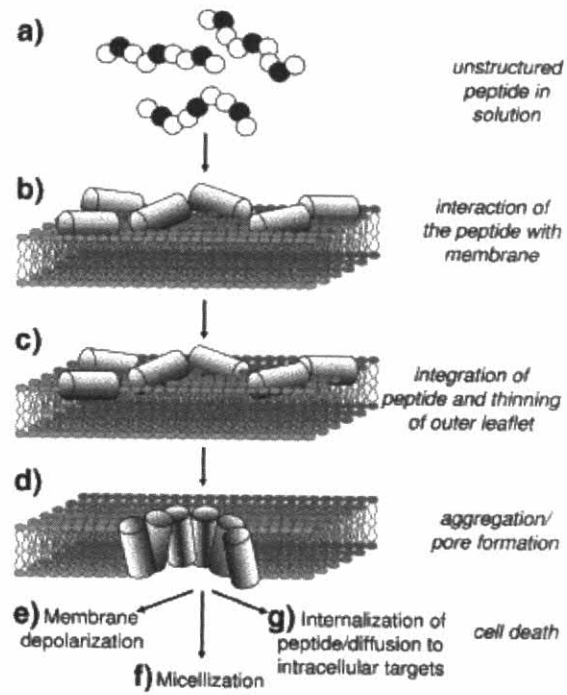 a)
unstructured
peptide in
solution
b)
interaction of
the peptide with
membrane
c)
integration of
peptide and thinning
of outer leaflet
d)
aggregation/
pore formation
e) Membrane
depolarization
f) Micellization
g) Internalization of
peptide/diffusion to
intracellular targets
cell death